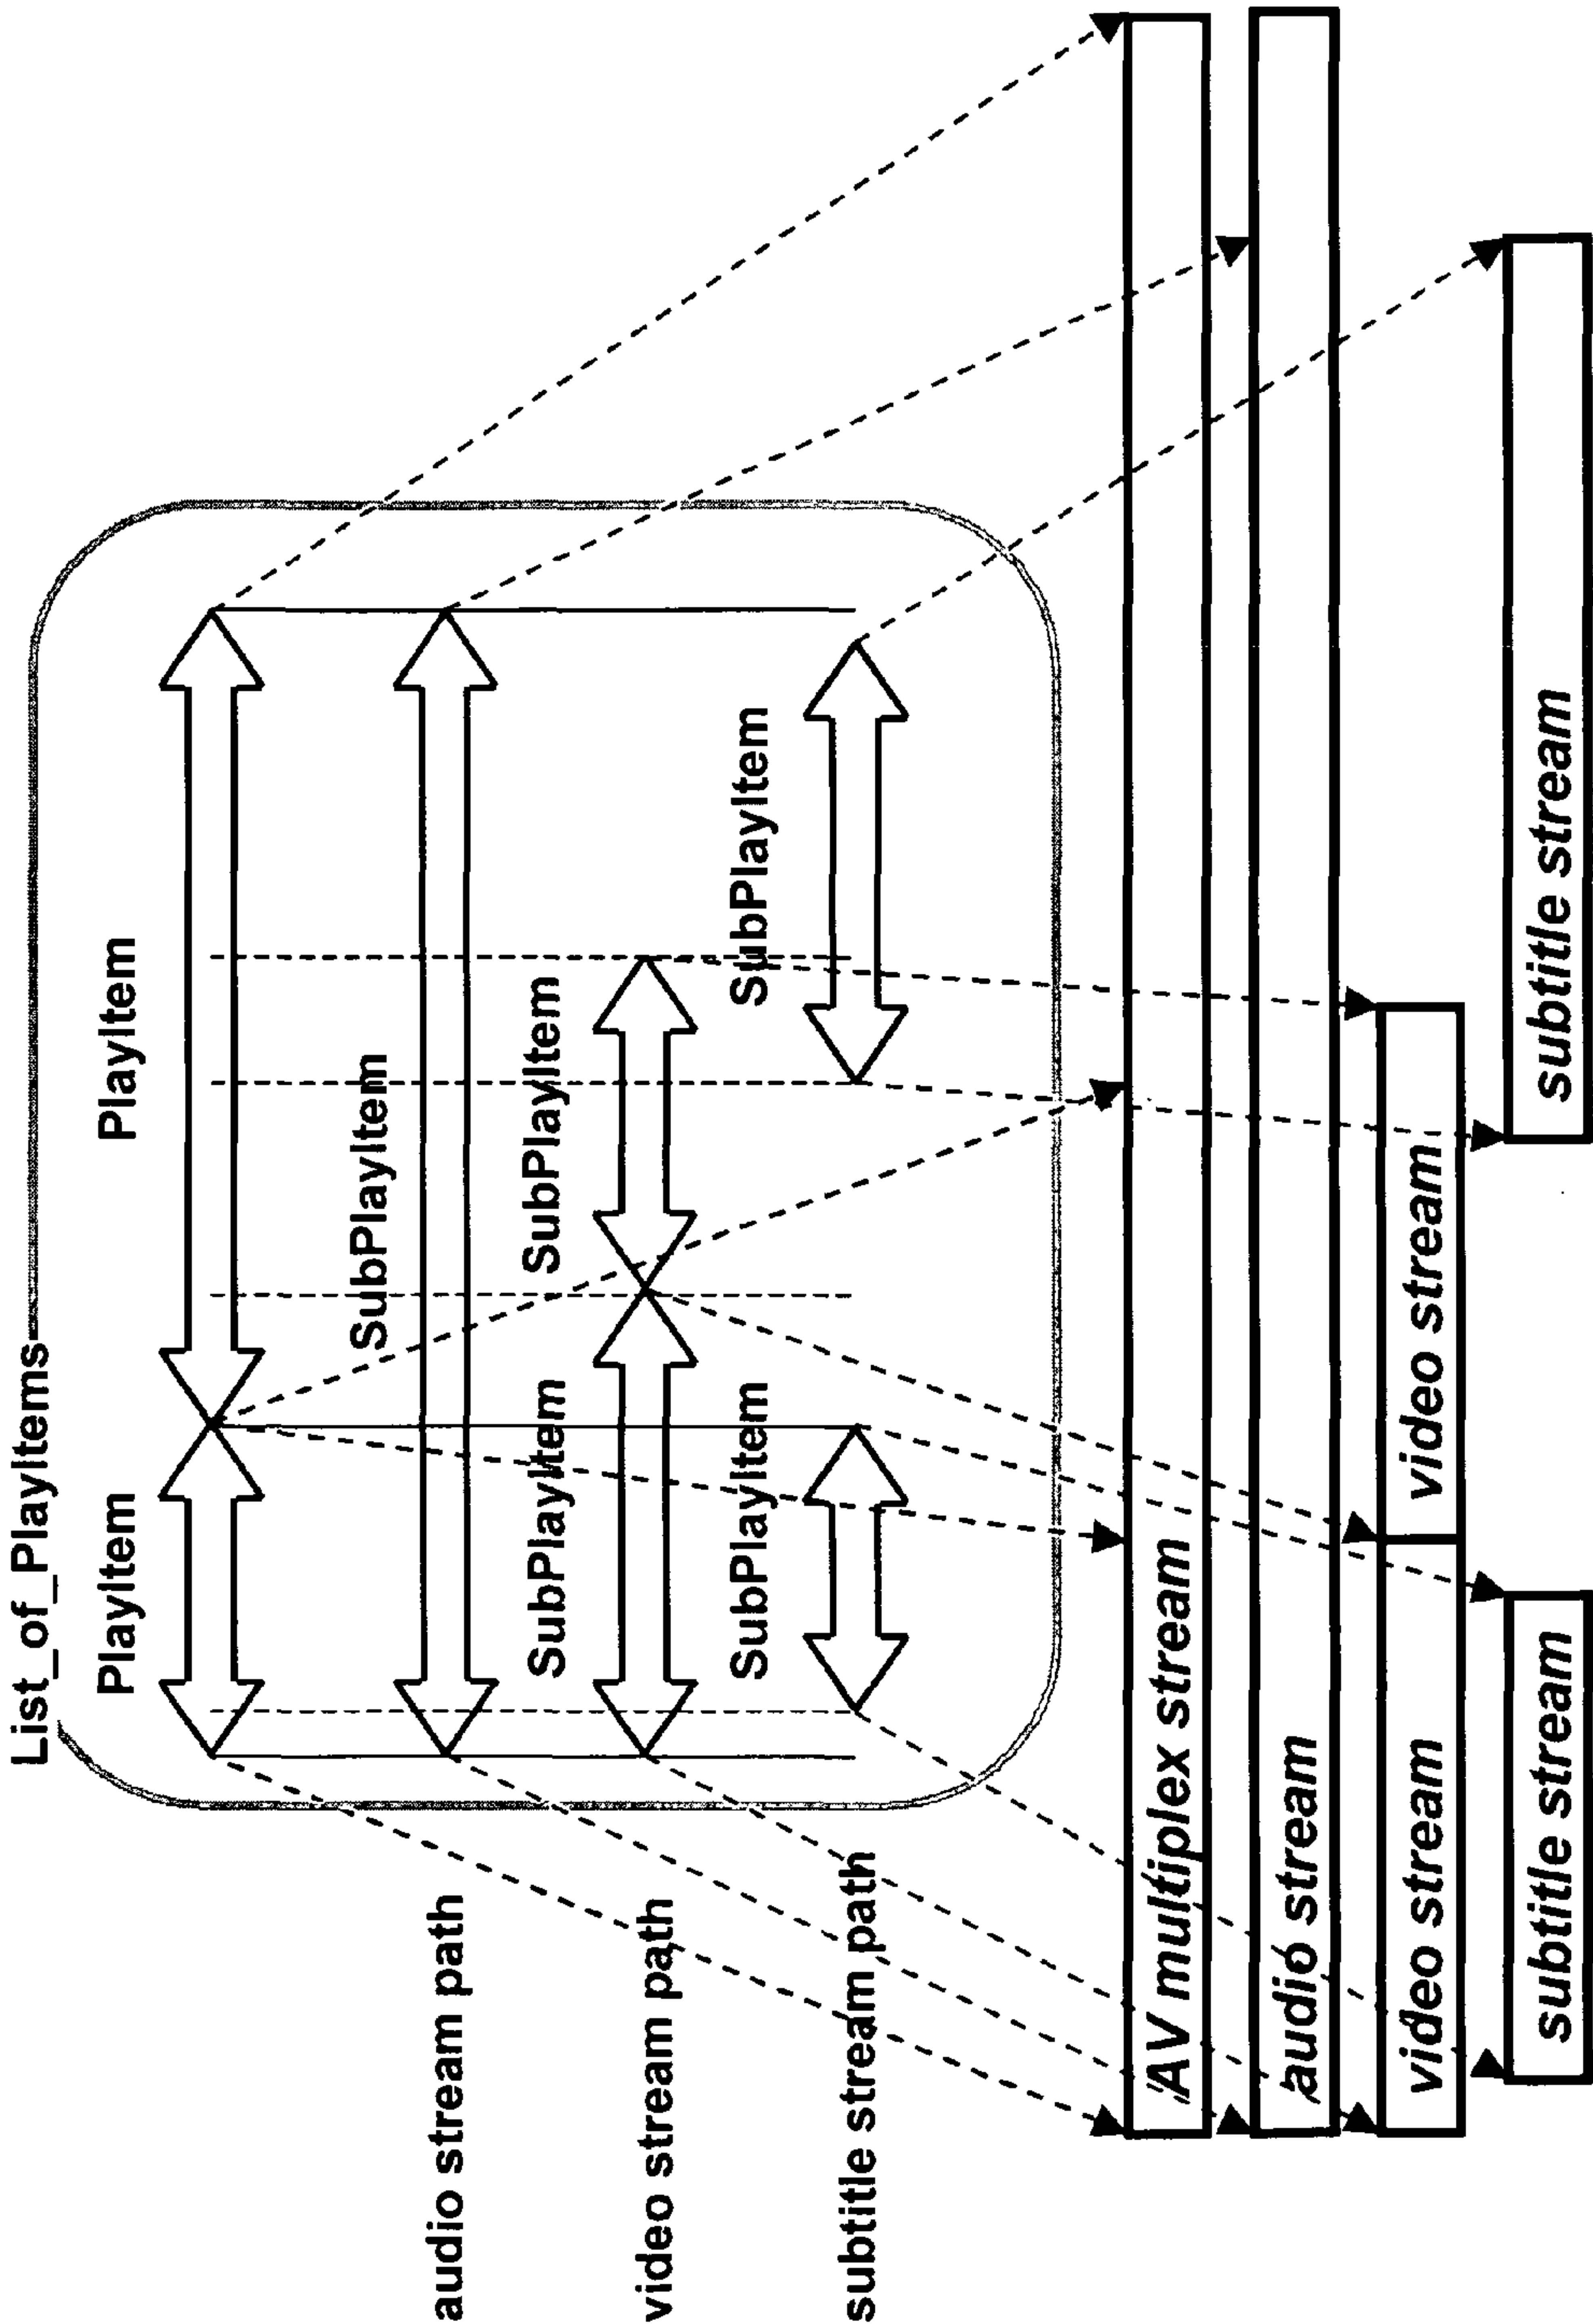 List_of_PlayItems
PlayItem
PlayItem
audio stream path
SubPlayItem
video stream path
SubPlayItem
SubPlayItem
subtitle stream path
SubPlayItem
SubPlayItem
AV multiplex stream
audio stream
video stream
video stream
subtitle stream
subtitle stream